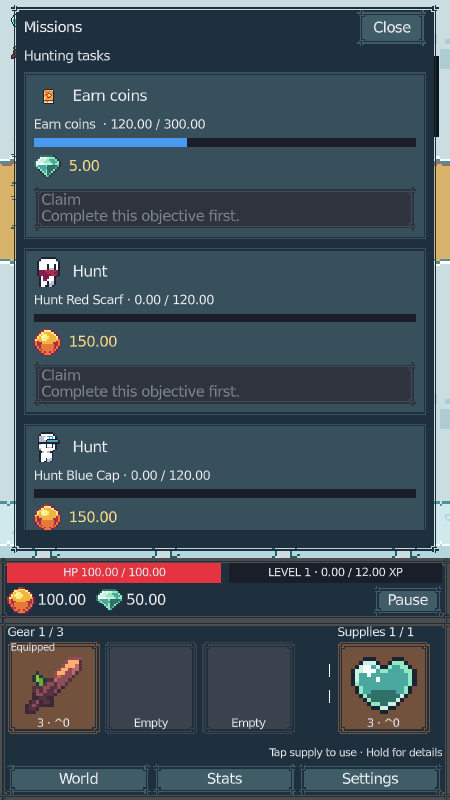 Missions
Close
Hunting tasks
Earn coins
Earn coins · 120.00 / 300.00
5.00
Claim
Complete this objective first.
Hunt
Hunt Red Scarf · 0.00 / 120.00
150.00
Claim
Complete this objective first.
Hunt
Hunt Blue Cap · 0.00 / 120.00
150.00
HP 100.00 / 100.00
LEVEL 1 · 0.00 / 12.00 XP
100.00
50.00
Pause
Gear 1 / 3
Supplies 1 / 1
Equipped
3 · ^0
Empty
Empty
3 · ^0
Tap supply to use · Hold for details
World
Stats
Settings